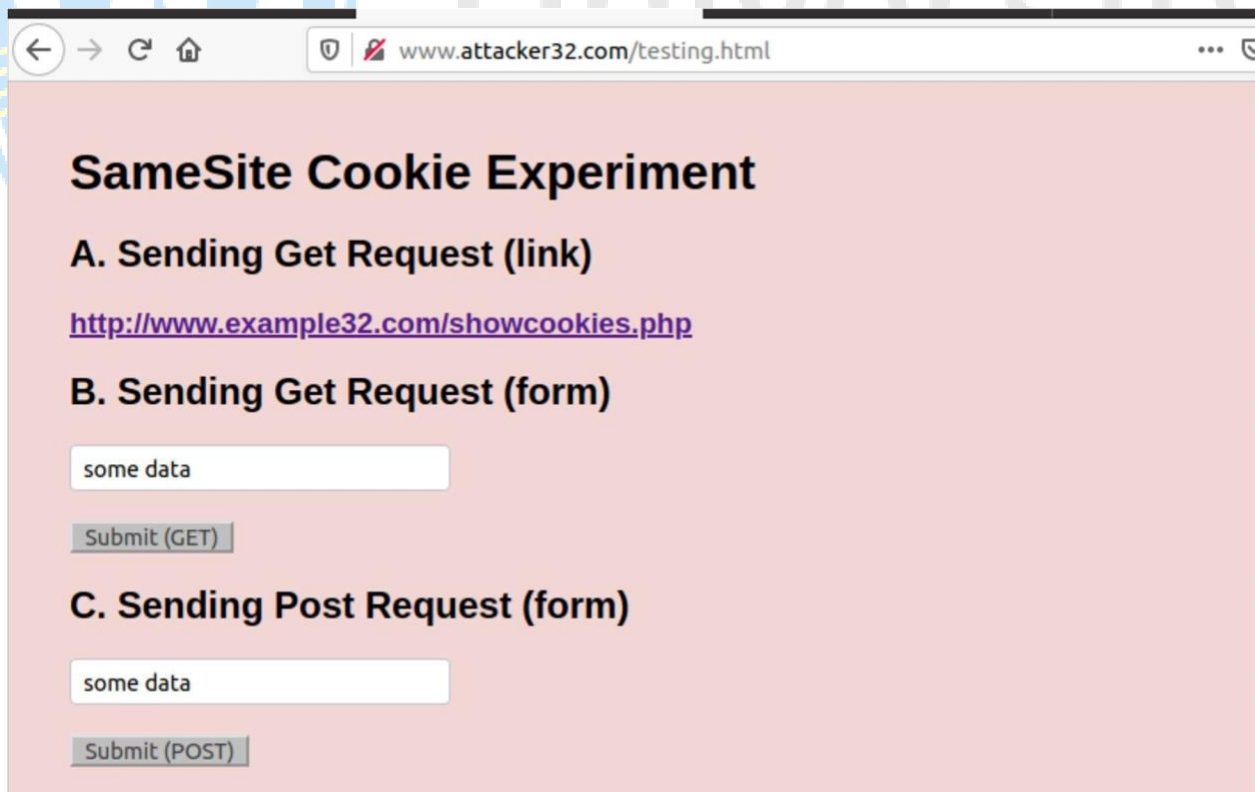 www.attacker32.com/testing.html
SameSite Cookie Experiment
A. Sending Get Request (link)
http://www.example32.com/showcookies.php
B. Sending Get Request (form)
some data
Submit (GET)
C. Sending Post Request (form)
some data
Submit (POST)